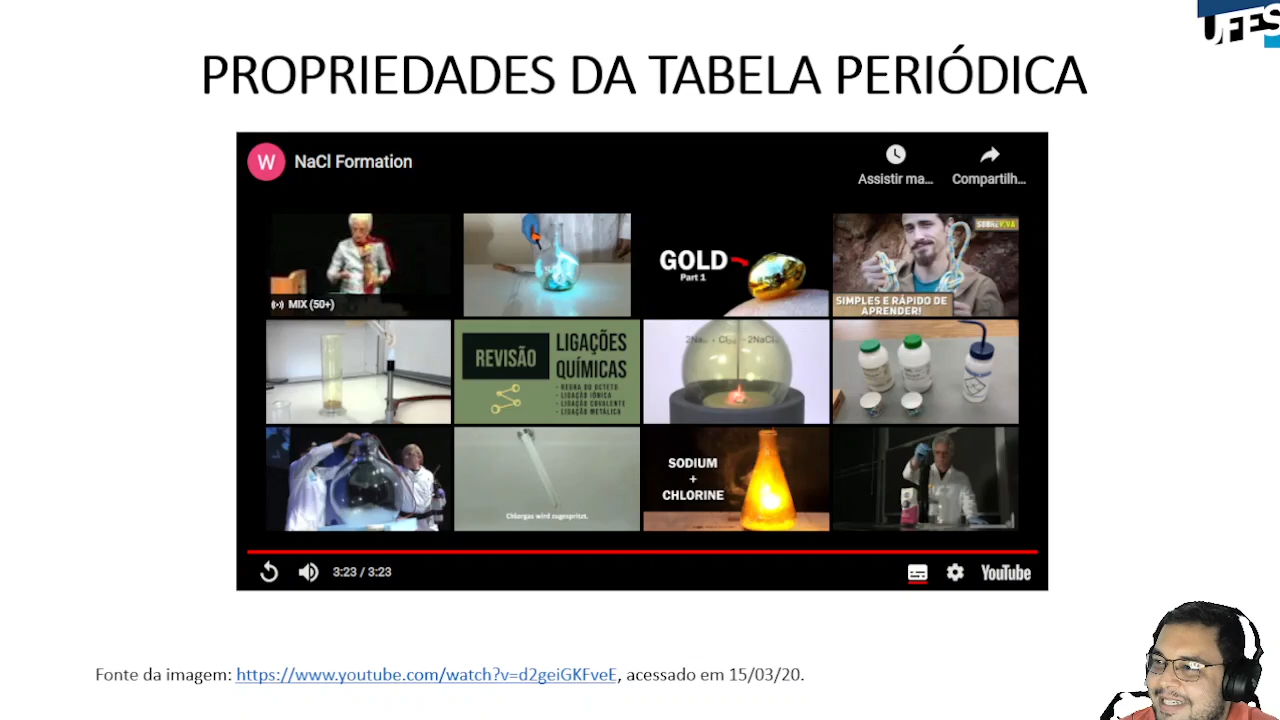 UFES
PROPRIEDADES DA TABELA PERIÓDICA
W NaCl Formation
Assistir ma... Compartilh...
MIX (50+)
GOLD
Part 1
SIMPLES E RÁPIDO DE
APRENDER!
REVISÃO
LIGAÇÕES
QUÍMICAS
- REGRA DO OCTETO
- LIGAÇÃO IÔNICA
- LIGAÇÃO COVALENTE
- LIGAÇÃO METÁLICA
Chlorgas wird zugespritzt.
SODIUM
+
CHLORINE
3:23 / 3:23
YouTube
Fonte da imagem: https://www.youtube.com/watch?v=d2geiGKFveE, acessado em 15/03/20.